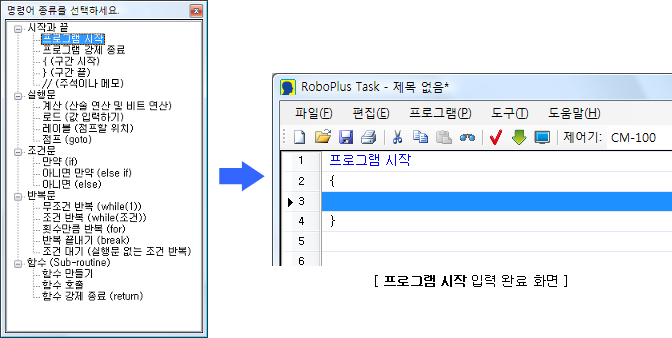 명령어 종류를 선택하세요.
시작과 끝
프로그램 시작
프로그램 강제 종료
{ (구간 시작)
} (구간 끝)
// (주석이나 메모)
실행문
계산 (산술 연산 및 비트 연산)
로드 (값 입력하기)
레이블 (점프할 위치)
점프 (goto)
조건문
만약 (if)
아니면 만약 (else if)
아니면 (else)
반복문
무조건 반복 (while(1))
조건 반복 (while(조건))
횟수만큼 반복 (for)
반복 끝내기 (break)
조건 대기 (실행문 없는 조건 반복)
함수 (Sub-routine)
함수 만들기
함수 호출
함수 강제 종료 (return)
RoboPlus Task - 제목 없음*
파일(F) 편집(E) 프로그램(P) 도구(T) 도움말(H)
제어기: CM-100
1 프로그램 시작
2 {
3
4 }
5
6
[ 프로그램 시작 입력 완료 화면 ]